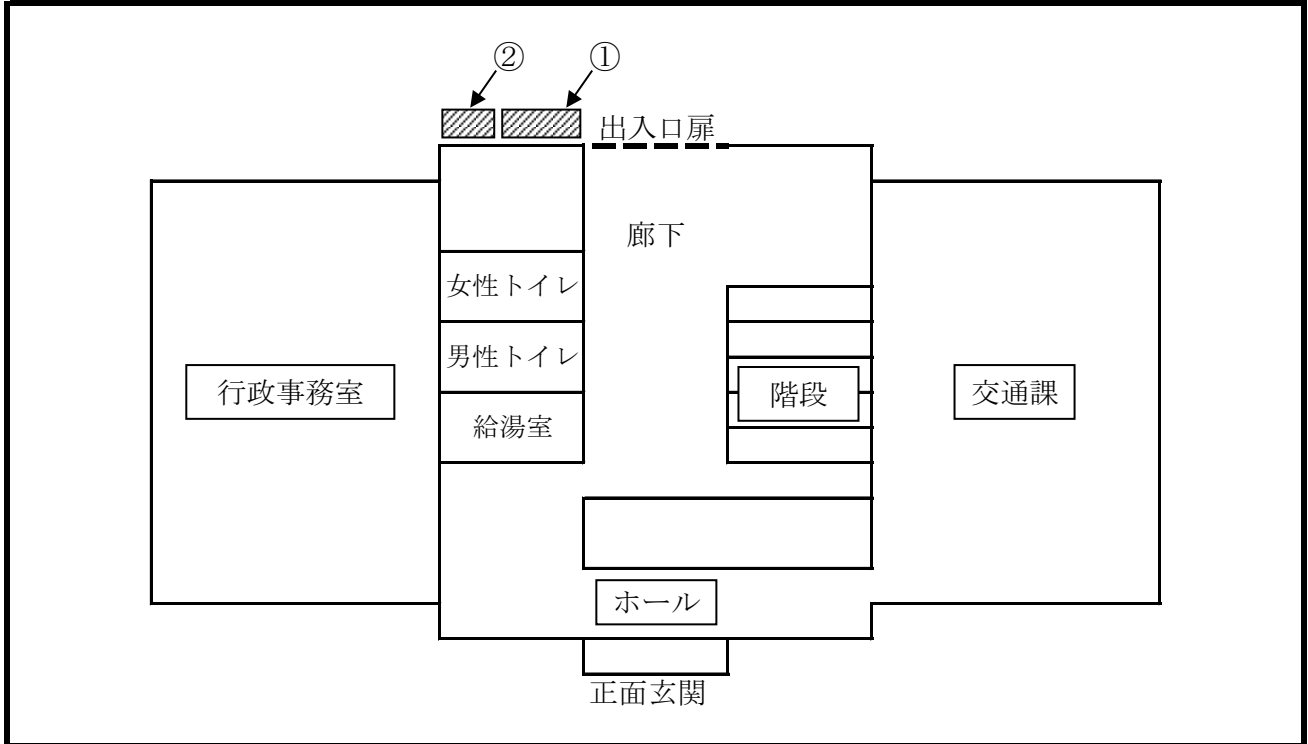 ② ①
出入口扉
廊下
女性トイレ
男性トイレ
行政事務室
階段
交通課
給湯室
ホール
正面玄関